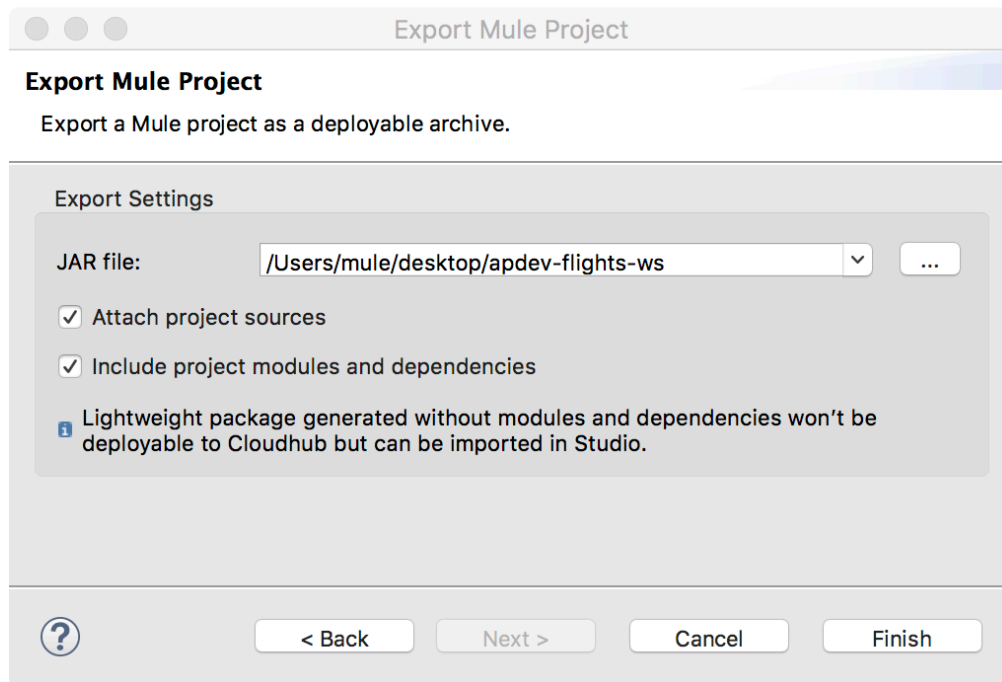 Export Mule Project
Export Mule Project
Export a Mule project as a deployable archive.
Export Settings
JAR file: /Users/mule/desktop/apdev-flights-ws ...
Attach project sources
Include project modules and dependencies
Lightweight package generated without modules and dependencies won't be
deployable to Cloudhub but can be imported in Studio.
? < Back Next > Cancel Finish